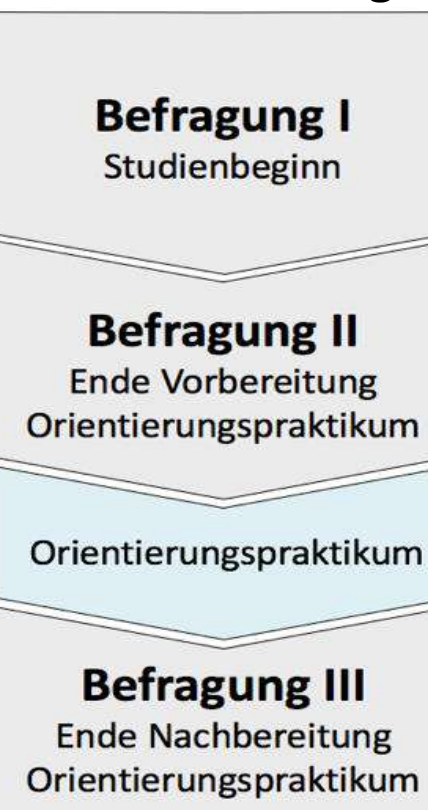 Befragung I
Studienbeginn
Befragung II
Ende Vorbereitung
Orientierungspraktikum
Orientierungspraktikum
Befragung III
Ende Nachbereitung
Orientierungspraktikum